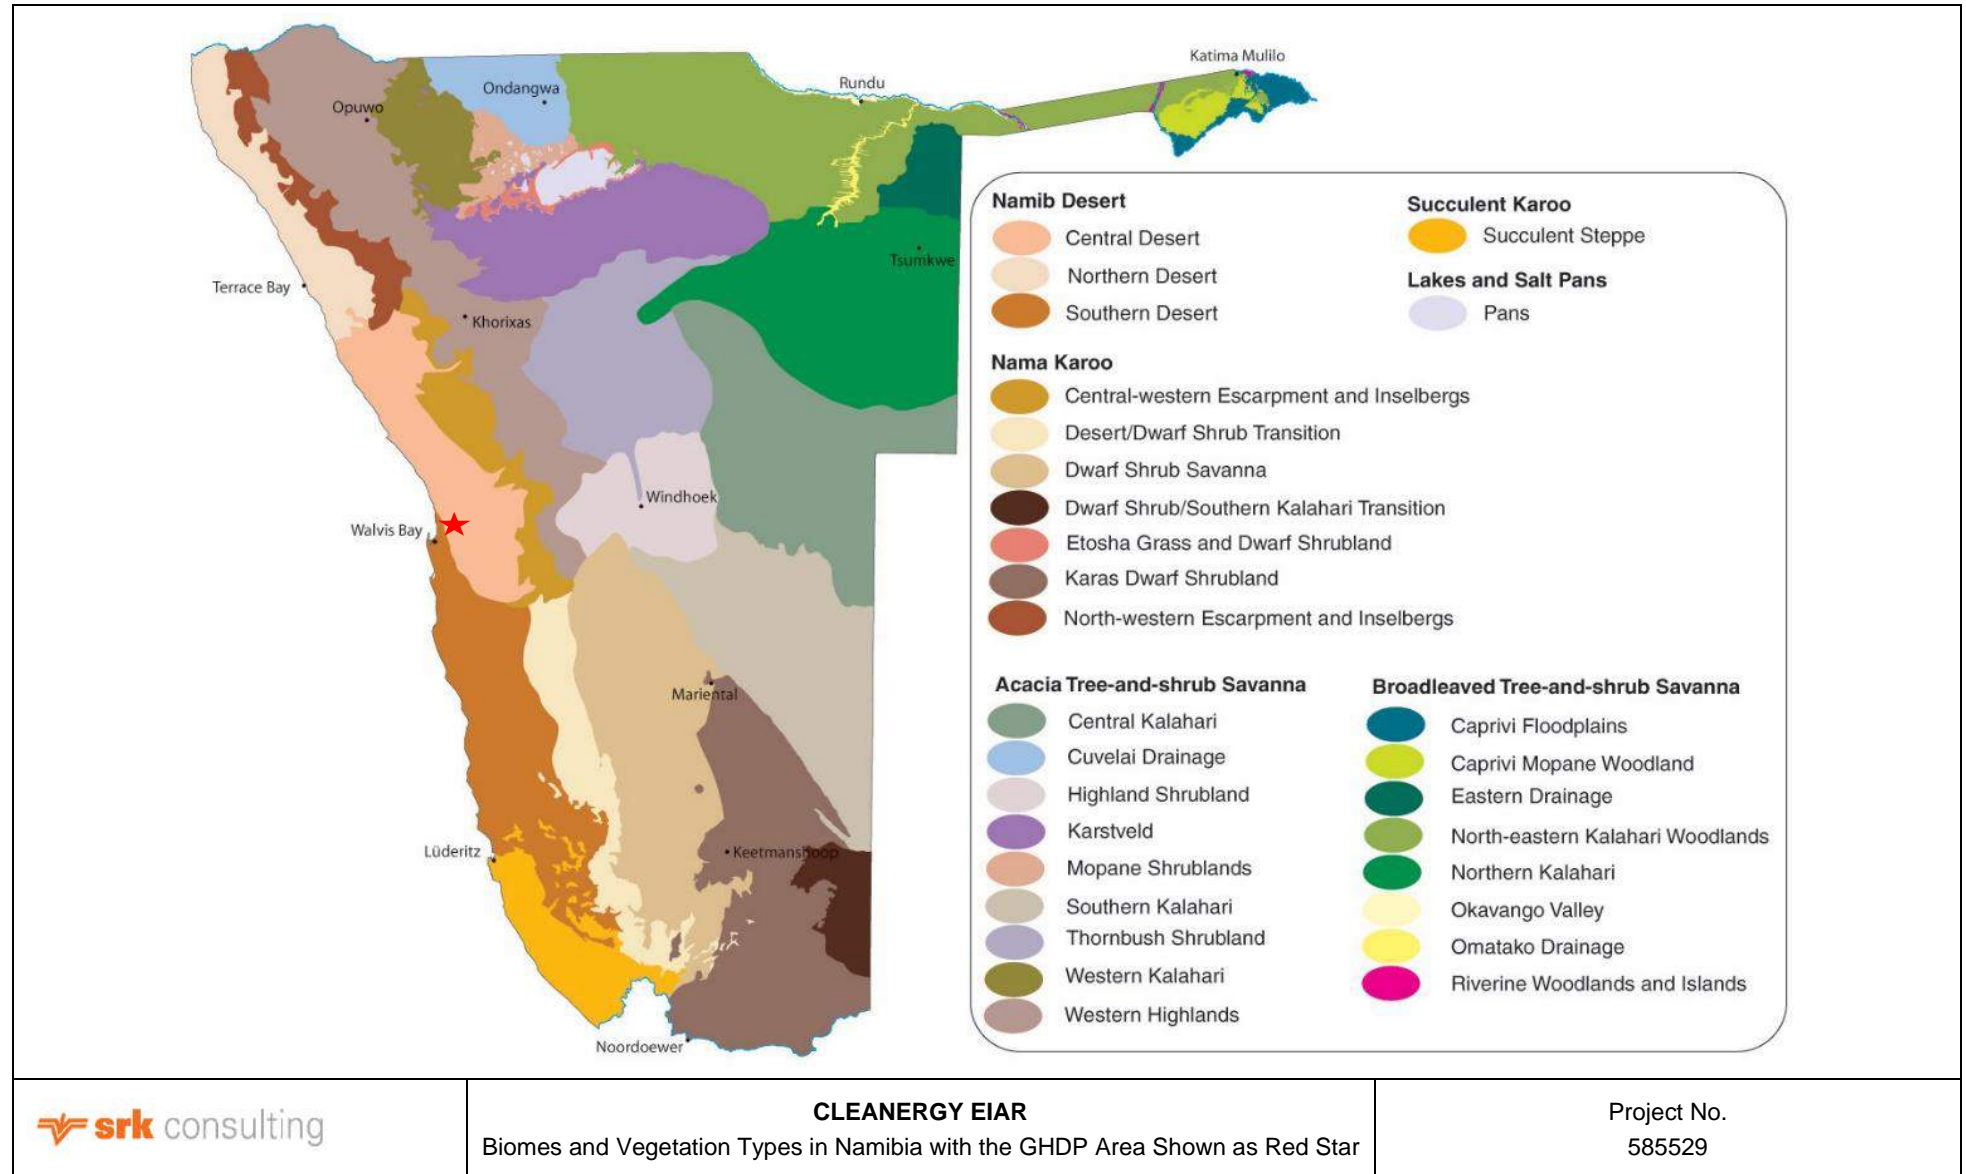 Katima Mulilo
Rundu
Ondangwa
Opuwo
Tsumkwe
Terrace Bay
Khorixas
Windhoek
Walvis Bay
Mariental
Lüderitz
Keetmanshoop
Noordoewer
Namib Desert
Central Desert
Northern Desert
Southern Desert
Succulent Karoo
Succulent Steppe
Lakes and Salt Pans
Pans
Nama Karoo
Central-western Escarpment and Inselbergs
Desert/Dwarf Shrub Transition
Dwarf Shrub Savanna
Dwarf Shrub/Southern Kalahari Transition
Etosha Grass and Dwarf Shrubland
Karas Dwarf Shrubland
North-western Escarpment and Inselbergs
Acacia Tree-and-shrub Savanna
Central Kalahari
Cuvelai Drainage
Highland Shrubland
Karstveld
Mopane Shrublands
Southern Kalahari
Thornbush Shrubland
Western Kalahari
Western Highlands
Broadleaved Tree-and-shrub Savanna
Caprivi Floodplains
Caprivi Mopane Woodland
Eastern Drainage
North-eastern Kalahari Woodlands
Northern Kalahari
Okavango Valley
Omatako Drainage
Riverine Woodlands and Islands
srk consulting
CLEANERGY EIAR
Biomes and Vegetation Types in Namibia with the GHDP Area Shown as Red Star
Project No.
585529